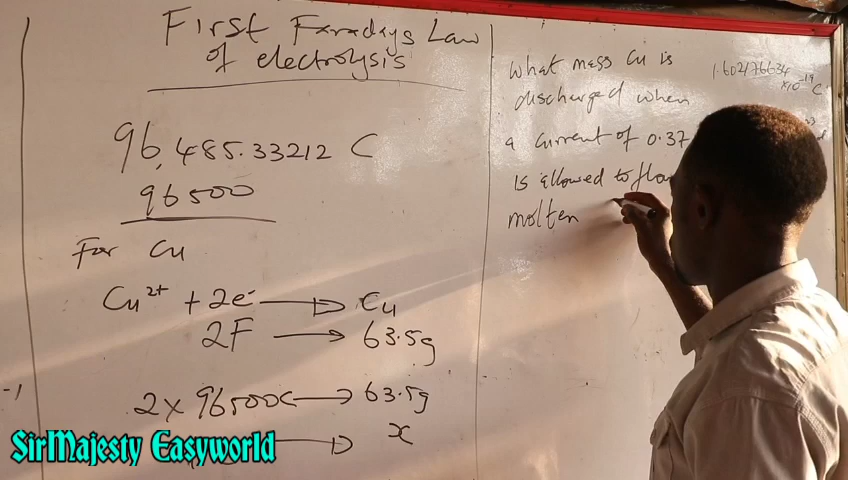 First Faradays Law
of electrolysis
96,485.33212 C
96500
For Cu
Cu²⁺ + 2e⁻ → Cu
2F → 63.5g
2 x 96500C → 63.5g
→ x
-1
SirMajesty Easyworld
What mass Cu is
discharged when
a current of 0.37
is allowed to flow
molten
1.602176634
x10⁻¹⁹ C